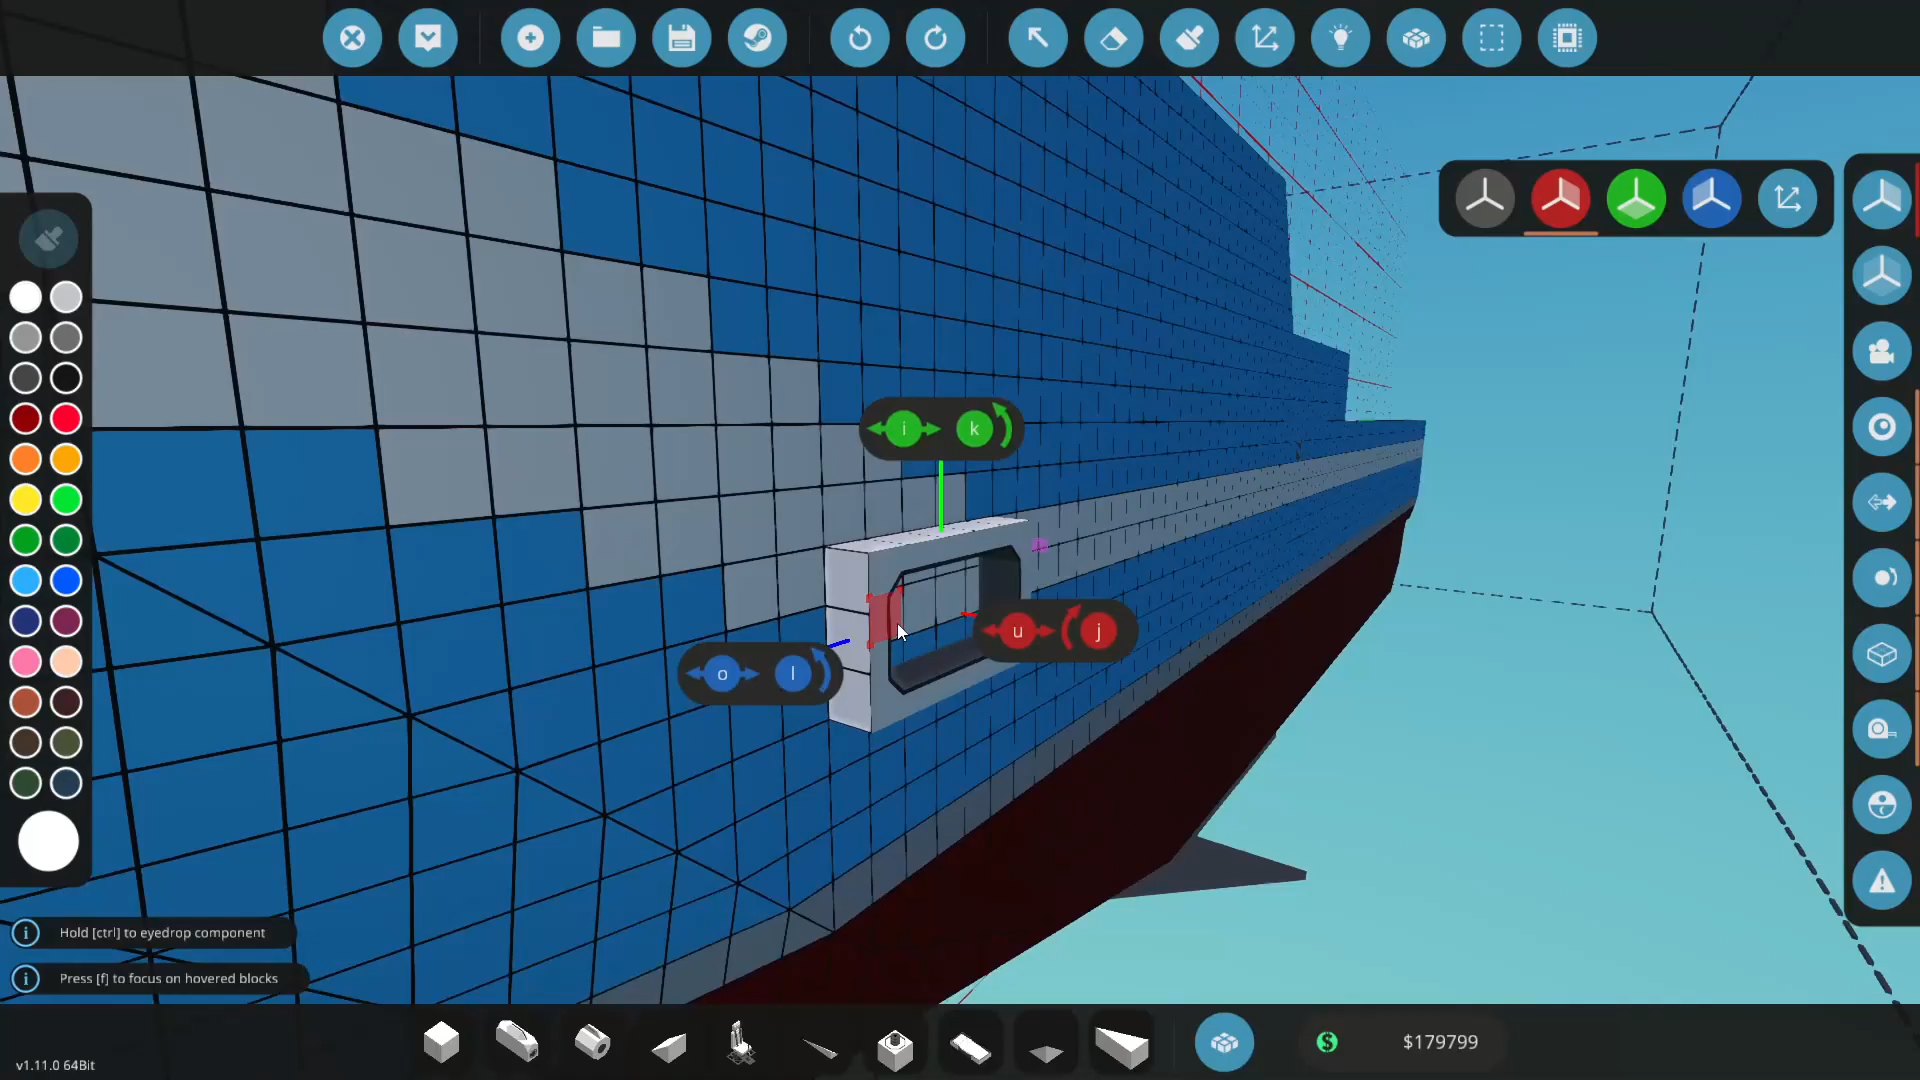 i k
u j
o l
Hold [ctrl] to eyedrop component
Press [f] to focus on hovered blocks
v1.11.0 64Bit
$ $179799